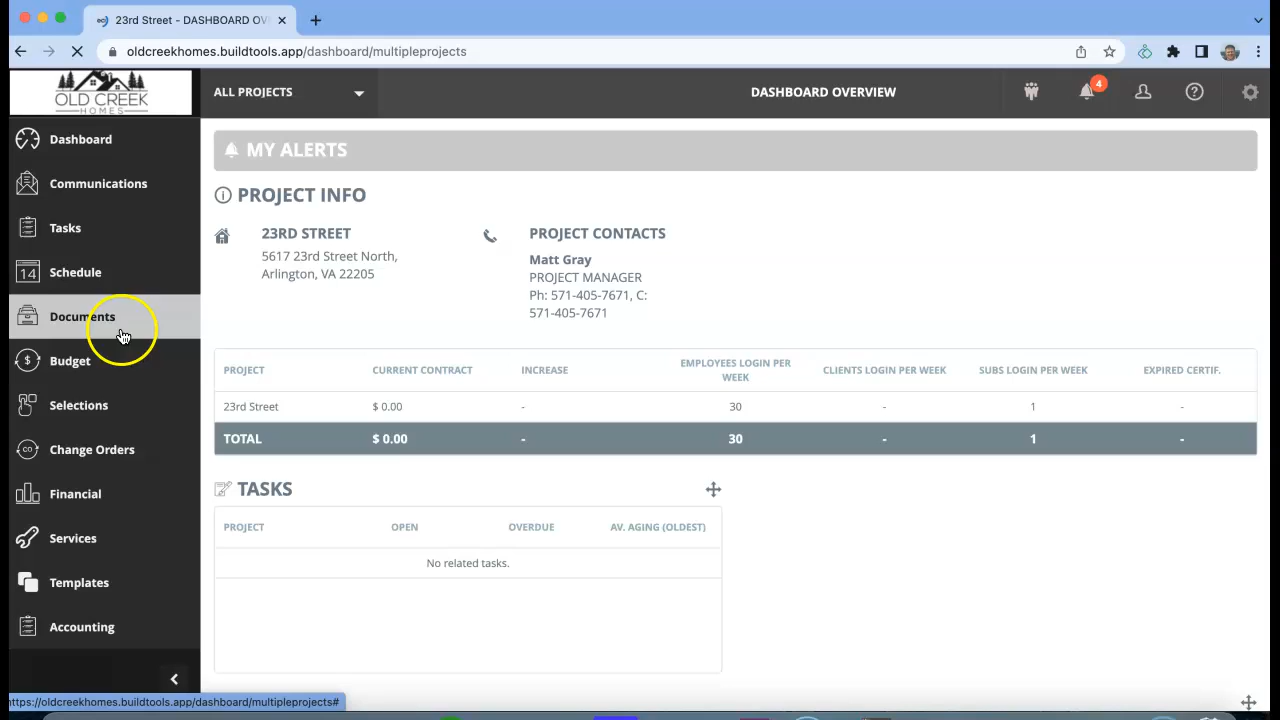 23rd Street - DASHBOARD OV
oldcreekhomes.buildtools.app/dashboard/multipleprojects
OLD CREEK
HOMES
ALL PROJECTS
DASHBOARD OVERVIEW
4
Dashboard
Communications
Tasks
14 Schedule
Documents
$ Budget
Selections
CO Change Orders
Financial
Services
Templates
Accounting
MY ALERTS
PROJECT INFO
23RD STREET
5617 23rd Street North,
Arlington, VA 22205
PROJECT CONTACTS
Matt Gray
PROJECT MANAGER
Ph: 571-405-7671, C:
571-405-7671
PROJECT CURRENT CONTRACT INCREASE EMPLOYEES LOGIN PER WEEK CLIENTS LOGIN PER WEEK SUBS LOGIN PER WEEK EXPIRED CERTIF.
23rd Street $ 0.00 - 30 - 1 -
TOTAL $ 0.00 - 30 - 1 -
TASKS
PROJECT OPEN OVERDUE AV. AGING (OLDEST)
No related tasks.
https://oldcreekhomes.buildtools.app/dashboard/multipleprojects#